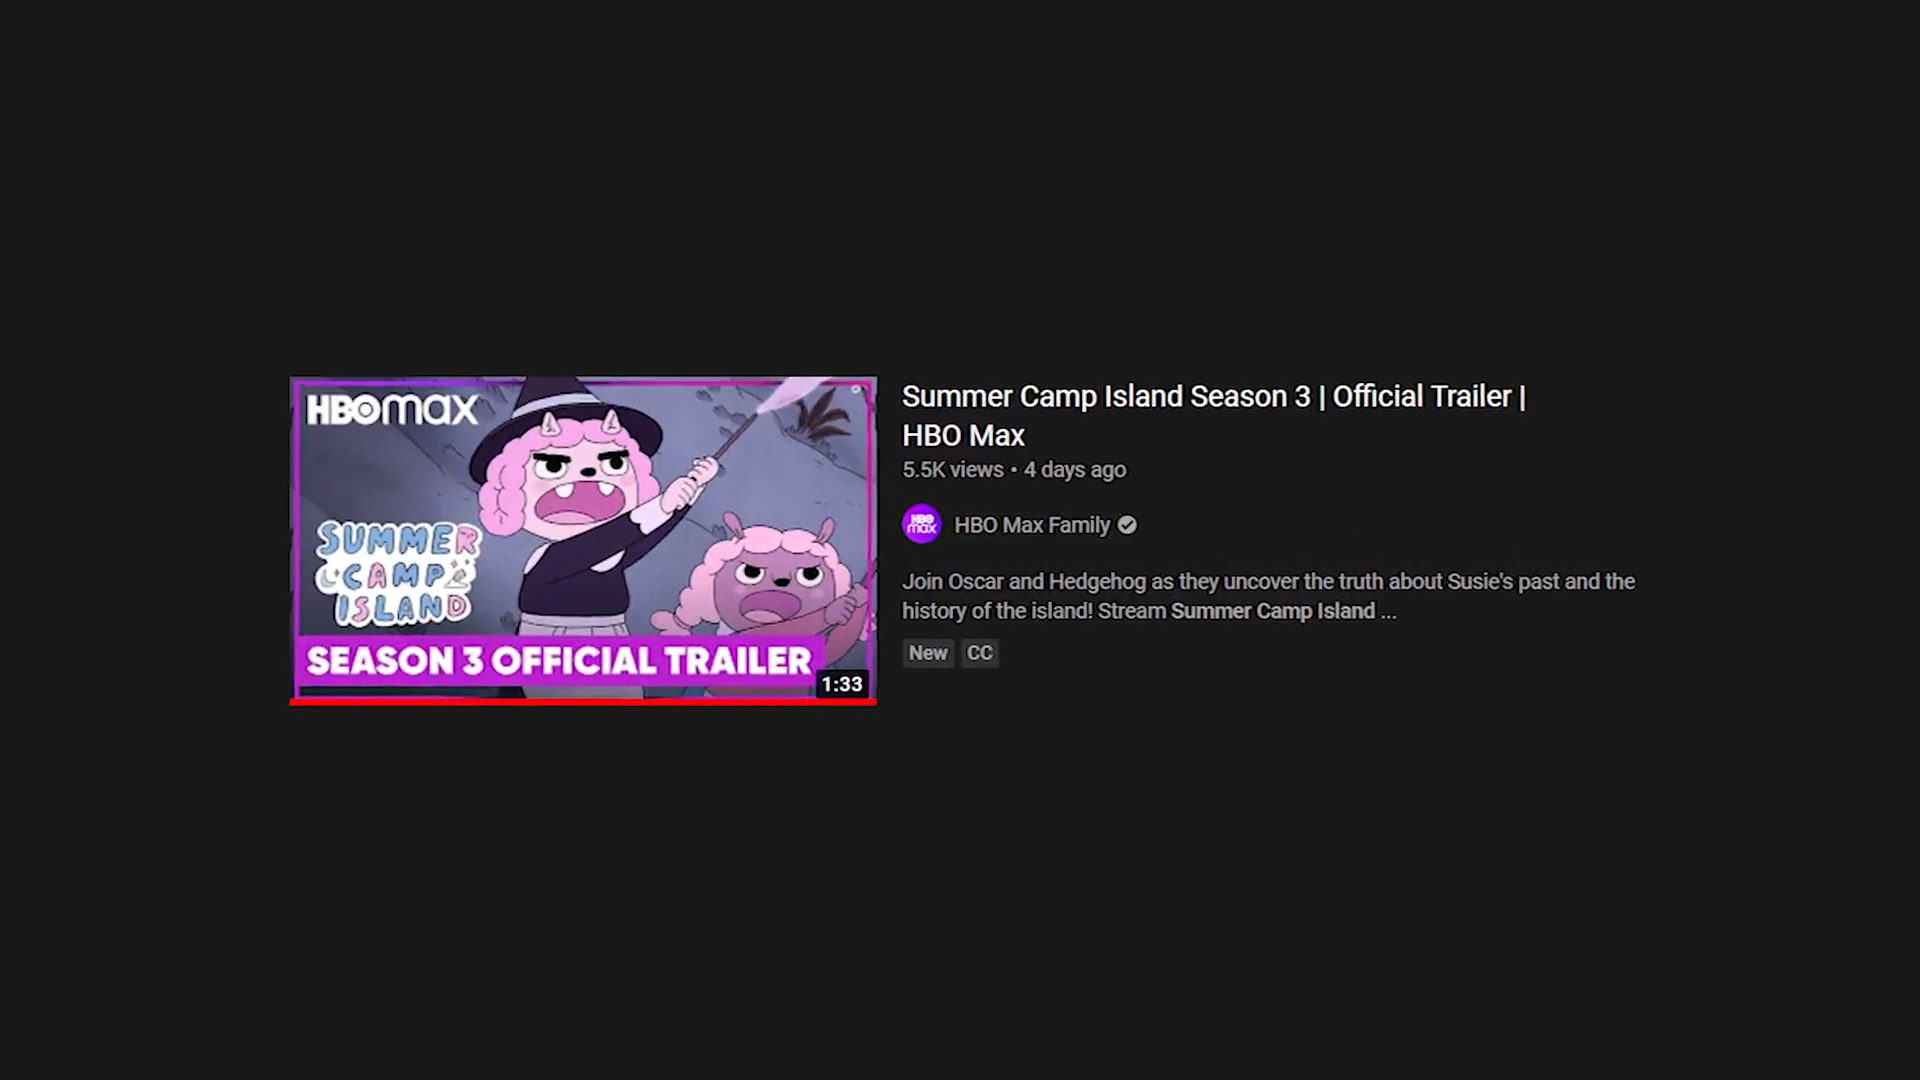 HBOmax
SUMMER
CAMP
ISLAND
SEASON 3 OFFICIAL TRAILER
1:33
Summer Camp Island Season 3 | Official Trailer |
HBO Max
5.5K views • 4 days ago
HBO max
HBO Max Family
Join Oscar and Hedgehog as they uncover the truth about Susie's past and the
history of the island! Stream Summer Camp Island ...
New CC